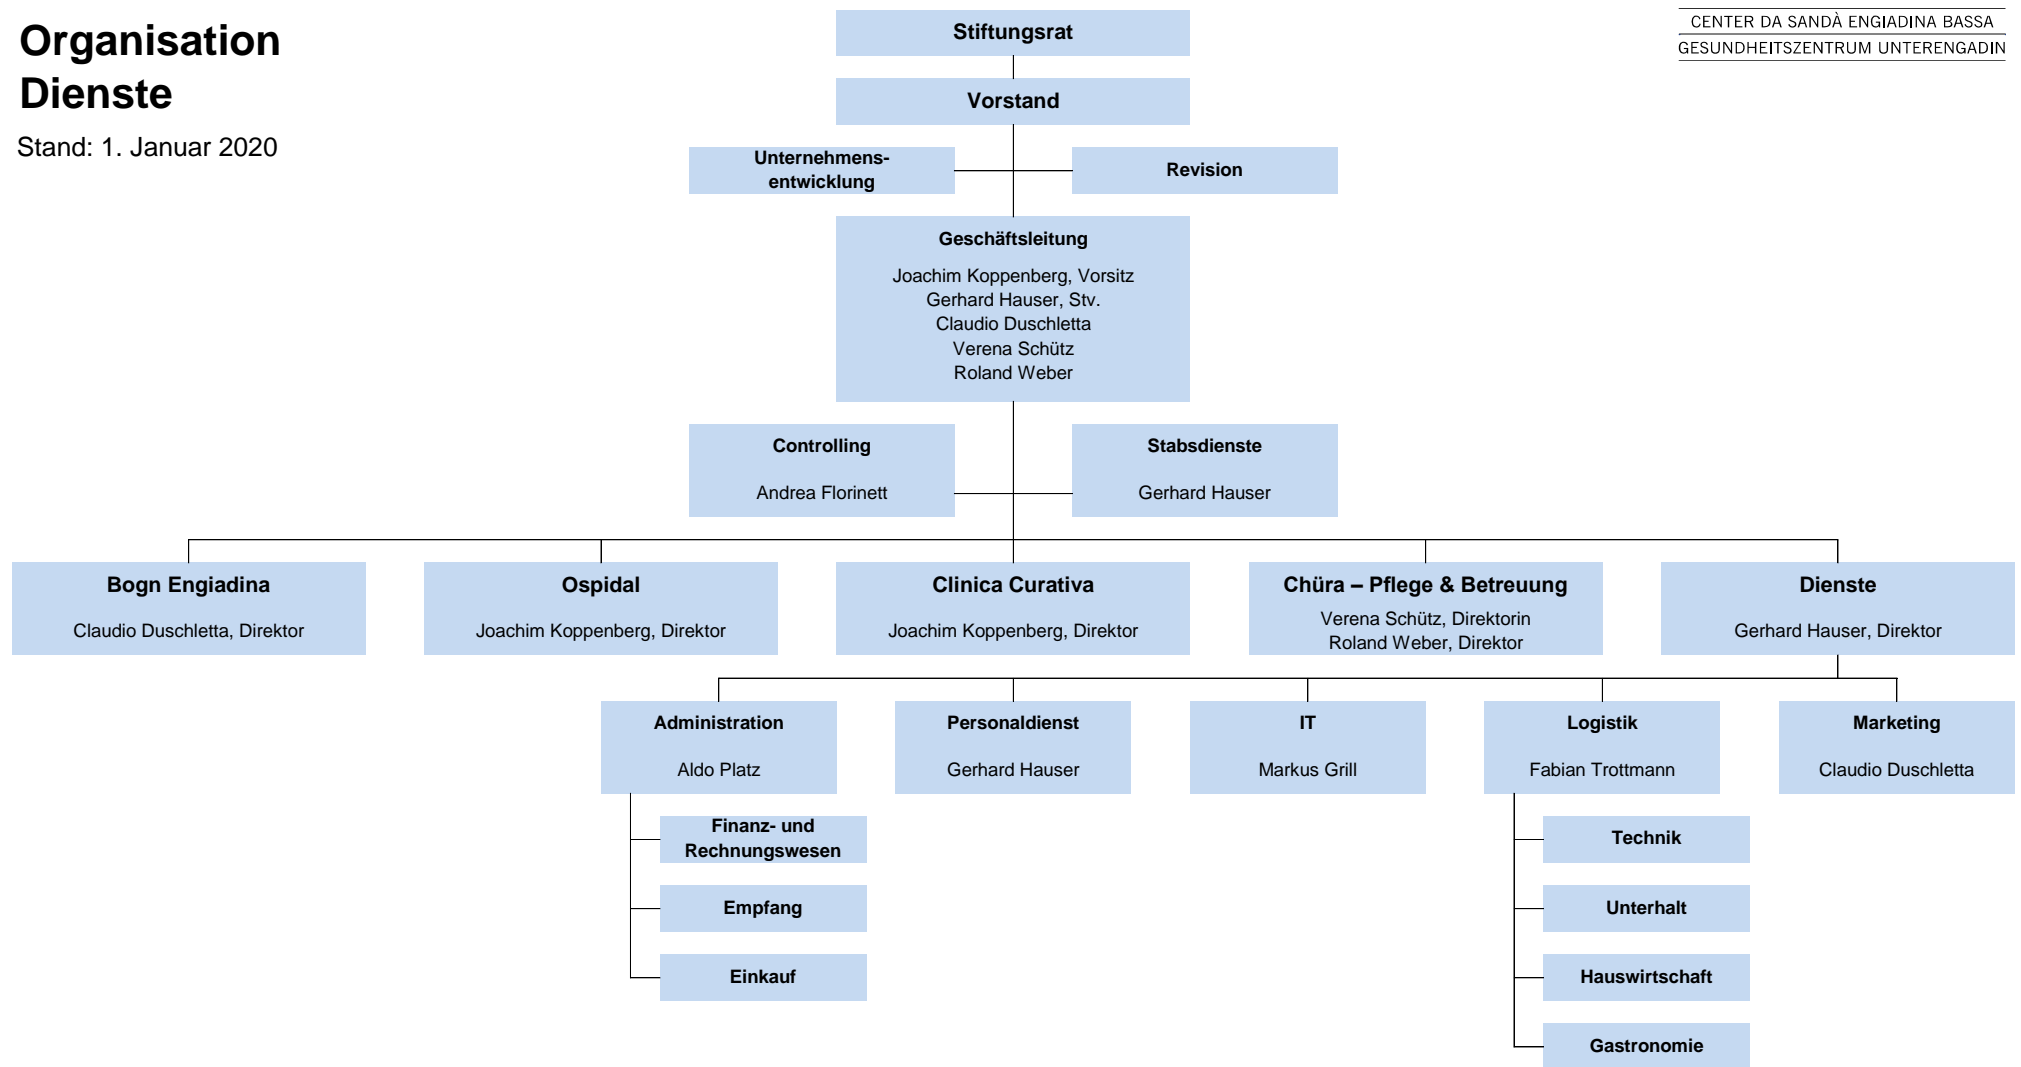 Organisation
Dienste
Stand: 1. Januar 2020
CENTER DA SANDÀ ENGIADINA BASSA
GESUNDHEITSZENTRUM UNTERENGADIN
Stiftungsrat
Vorstand
Unternehmens-
entwicklung
Revision
Geschäftsleitung
Joachim Koppenberg, Vorsitz
Gerhard Hauser, Stv.
Claudio Duschletta
Verena Schütz
Roland Weber
Controlling
Andrea Florinett
Stabsdienste
Gerhard Hauser
Bogn Engiadina
Claudio Duschletta, Direktor
Ospidal
Joachim Koppenberg, Direktor
Clinica Curativa
Joachim Koppenberg, Direktor
Chüra – Pflege & Betreuung
Verena Schütz, Direktorin
Roland Weber, Direktor
Dienste
Gerhard Hauser, Direktor
Administration
Aldo Platz
Personaldienst
Gerhard Hauser
IT
Markus Grill
Logistik
Fabian Trottmann
Marketing
Claudio Duschletta
Finanz- und
Rechnungswesen
Empfang
Einkauf
Technik
Unterhalt
Hauswirtschaft
Gastronomie